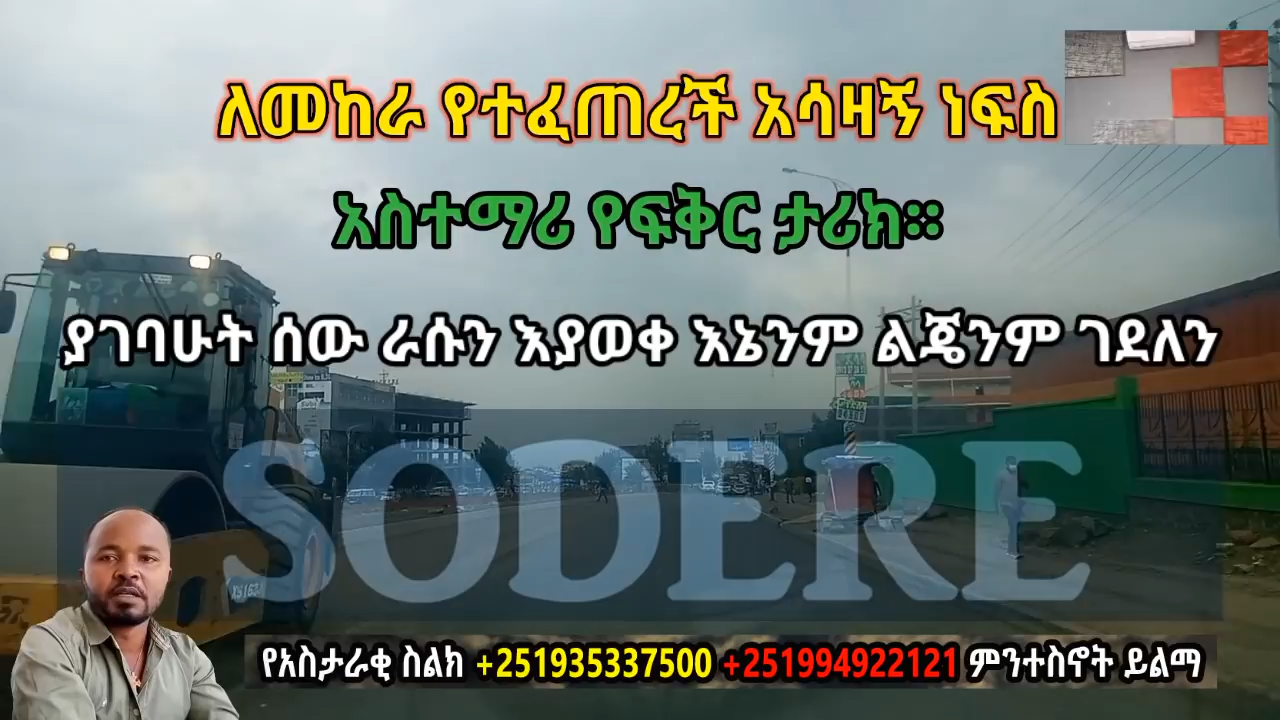 ለመከራ የተፈጠረች አሳዛኝ ነፍስ
አስተማሪ የፍቅር ታሪክ።
ያገባሁት ሰው ራሱን እያወቀ እኔንም ልጄንም ገደለን
SODERE
የአስታራቂ ስልክ +251935337500 +251994922121 ምንተስኖት ይልማ